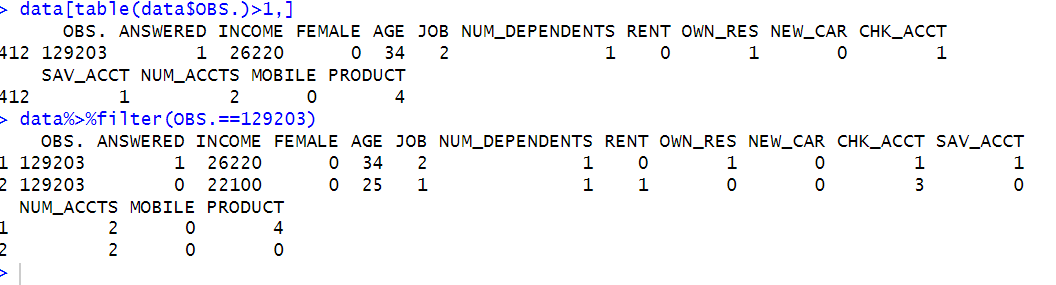 > data[table(data$OBS.)>1,]
OBS. ANSWERED INCOME FEMALE AGE JOB NUM_DEPENDENTS RENT OWN_RES NEW_CAR CHK_ACCT
412 129203 1 26220 0 34 2 1 0 1 0 1
SAV_ACCT NUM_ACCTS MOBILE PRODUCT
412 1 2 0 4
> data%>%filter(OBS.==129203)
OBS. ANSWERED INCOME FEMALE AGE JOB NUM_DEPENDENTS RENT OWN_RES NEW_CAR CHK_ACCT SAV_ACCT
1 129203 1 26220 0 34 2 1 0 1 0 1 1
2 129203 0 22100 0 25 1 1 1 0 0 3 0
NUM_ACCTS MOBILE PRODUCT
1 2 0 4
2 2 0 0
>